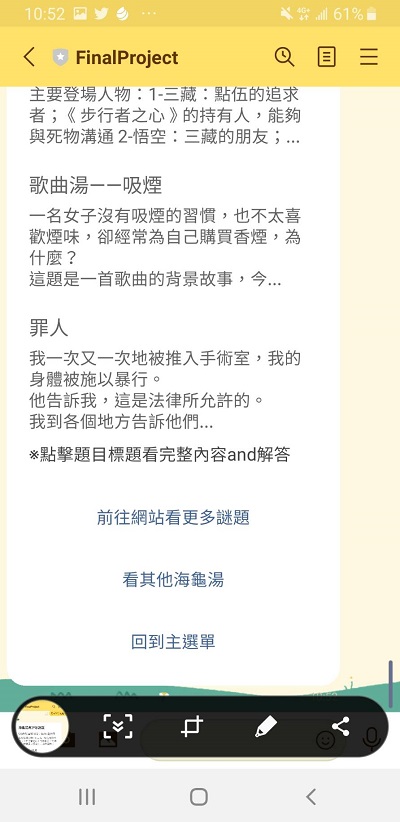 10:52
4G+
61%
FinalProject
主要登場人物：1-三藏：點伍的追求
者；《 步行者之心 》的持有人，能夠
與死物溝通 2-悟空：三藏的朋友；...
歌曲湯——吸煙
一名女子沒有吸煙的習慣，也不太喜
歡煙味，卻經常為自己購買香煙，為
什麼？
這題是一首歌曲的背景故事，今...
罪人
我一次又一次地被推入手術室，我的
身體被施以暴行。
他告訴我，這是法律所允許的。
我到各個地方告訴他們...
※點擊題目標題看完整內容and解答
前往網站看更多謎題
看其他海龜湯
回到主選單